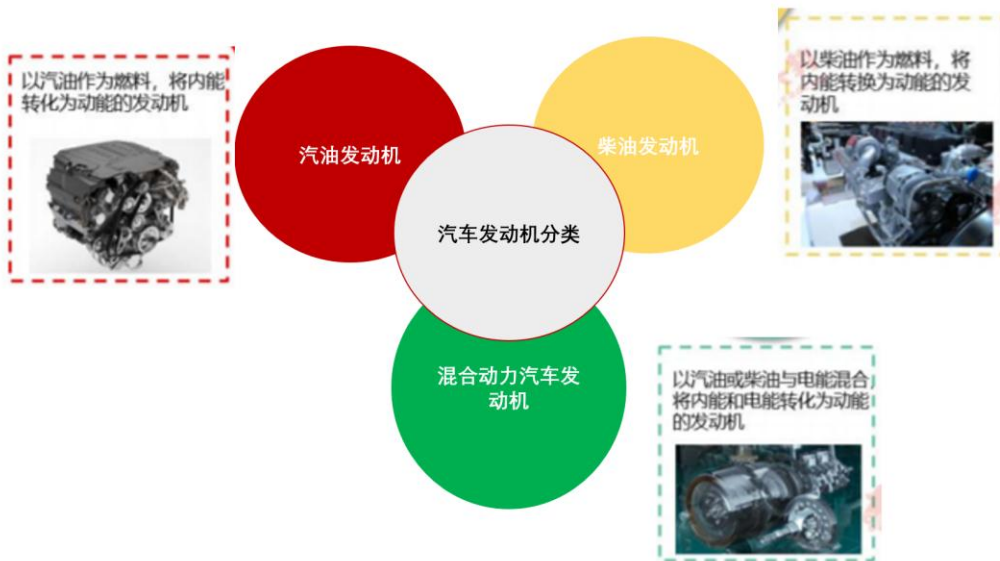 以汽油作为燃料，将内能
转化为动能的发动机
汽油发动机
柴油发动机
以柴油作为燃料，将
内能转换为动能的发
动机
汽车发动机分类
混合动力汽车发
动机
以汽油或柴油与电能混合，
将内能和电能转化为动能
的发动机